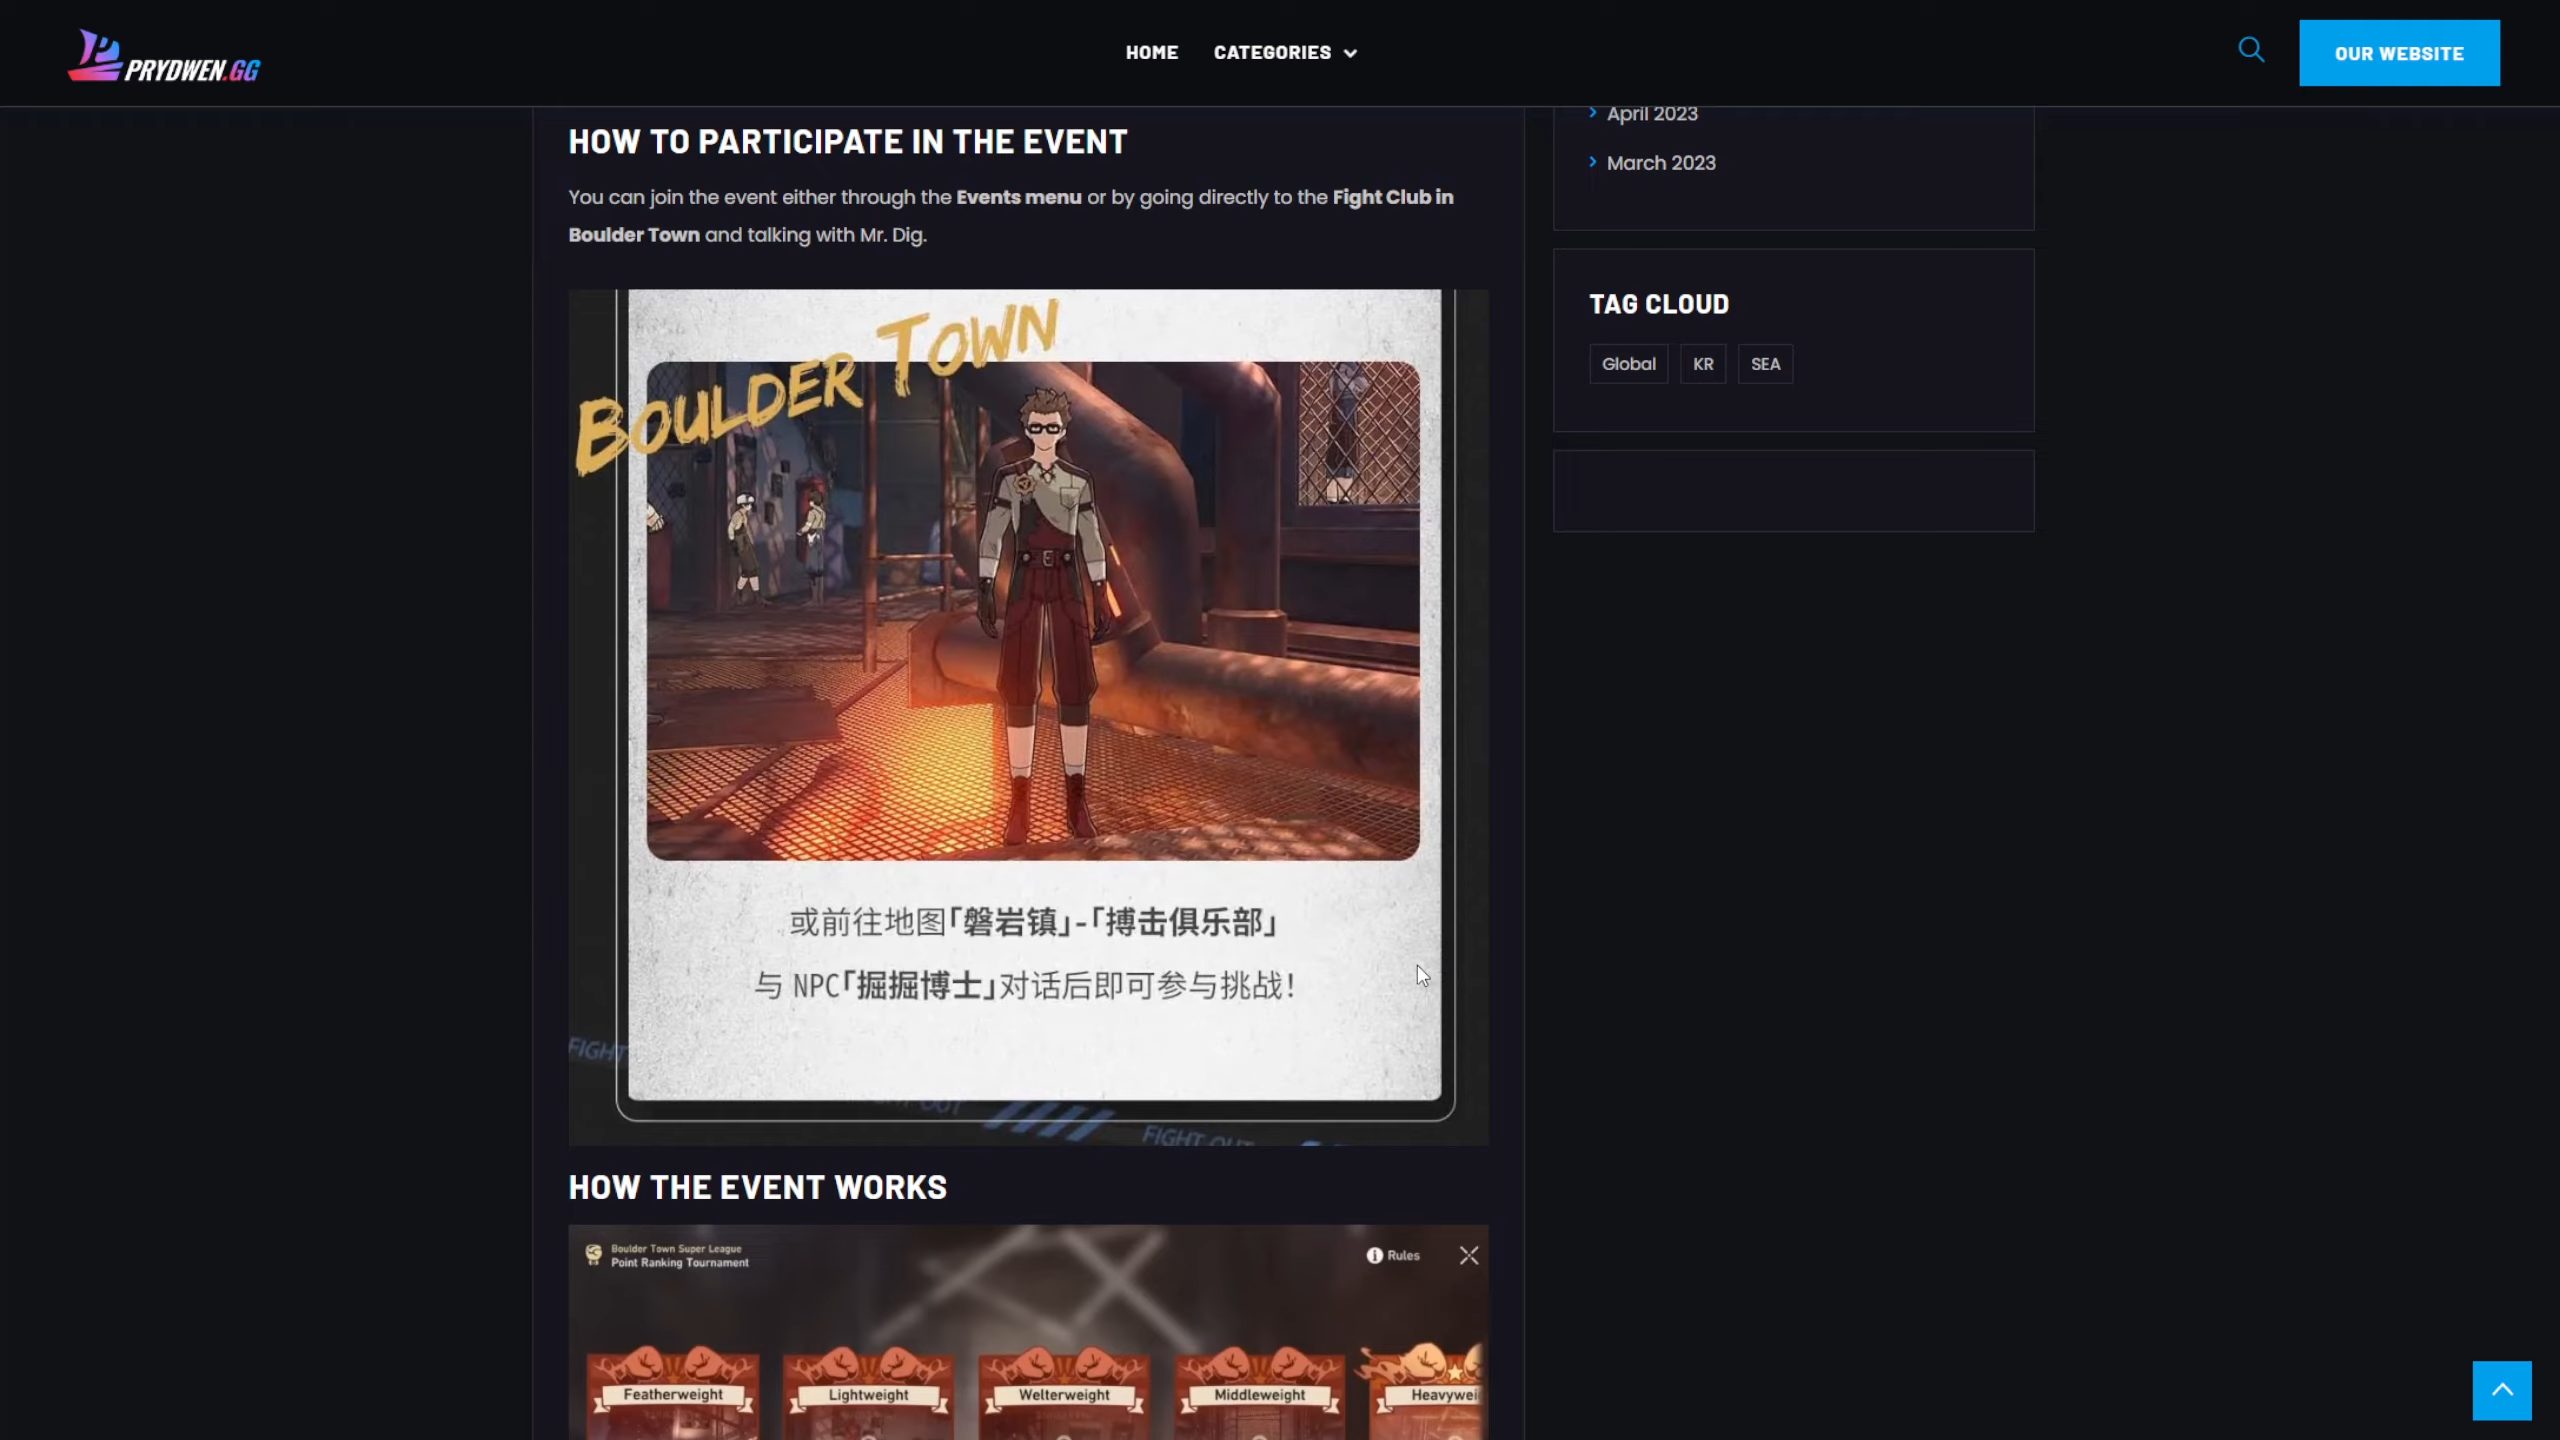 PRYDWEN.GG
HOME
CATEGORIES
OUR WEBSITE
April 2023
March 2023
HOW TO PARTICIPATE IN THE EVENT
You can join the event either through the Events menu or by going directly to the Fight Club in
Boulder Town and talking with Mr. Dig.
TAG CLOUD
Global
KR
SEA
BOULDER TOWN
或前往地图「磐岩镇」-「搏击俱乐部」
与 NPC「掘掘博士」对话后即可参与挑战！
FIGHT
OUT
FIGHT OUT
HOW THE EVENT WORKS
Boulder Town Super League
Point Ranking Tournament
Rules
Featherweight
Lightweight
Welterweight
Middleweight